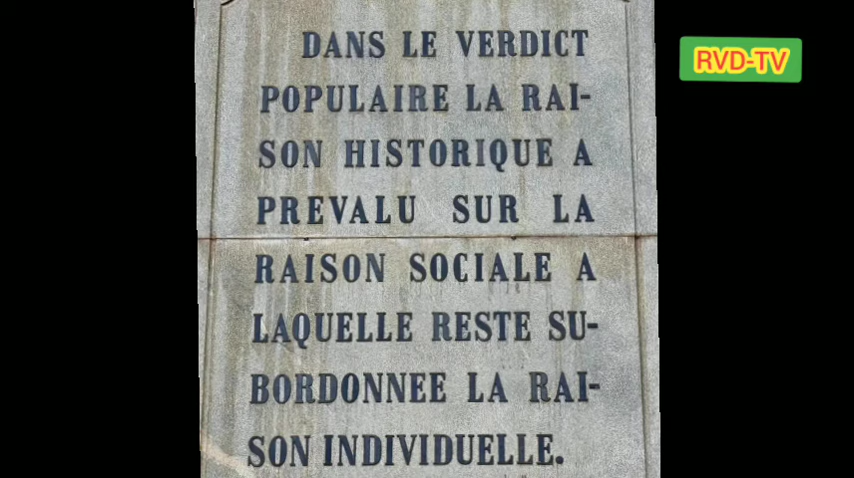 DANS LE VERDICT
POPULAIRE LA RAI-
SON HISTORIQUE A
PREVALU SUR LA
RAISON SOCIALE A
LAQUELLE RESTE SU-
BORDONNEE LA RAI-
SON INDIVIDUELLE.
RVD-TV